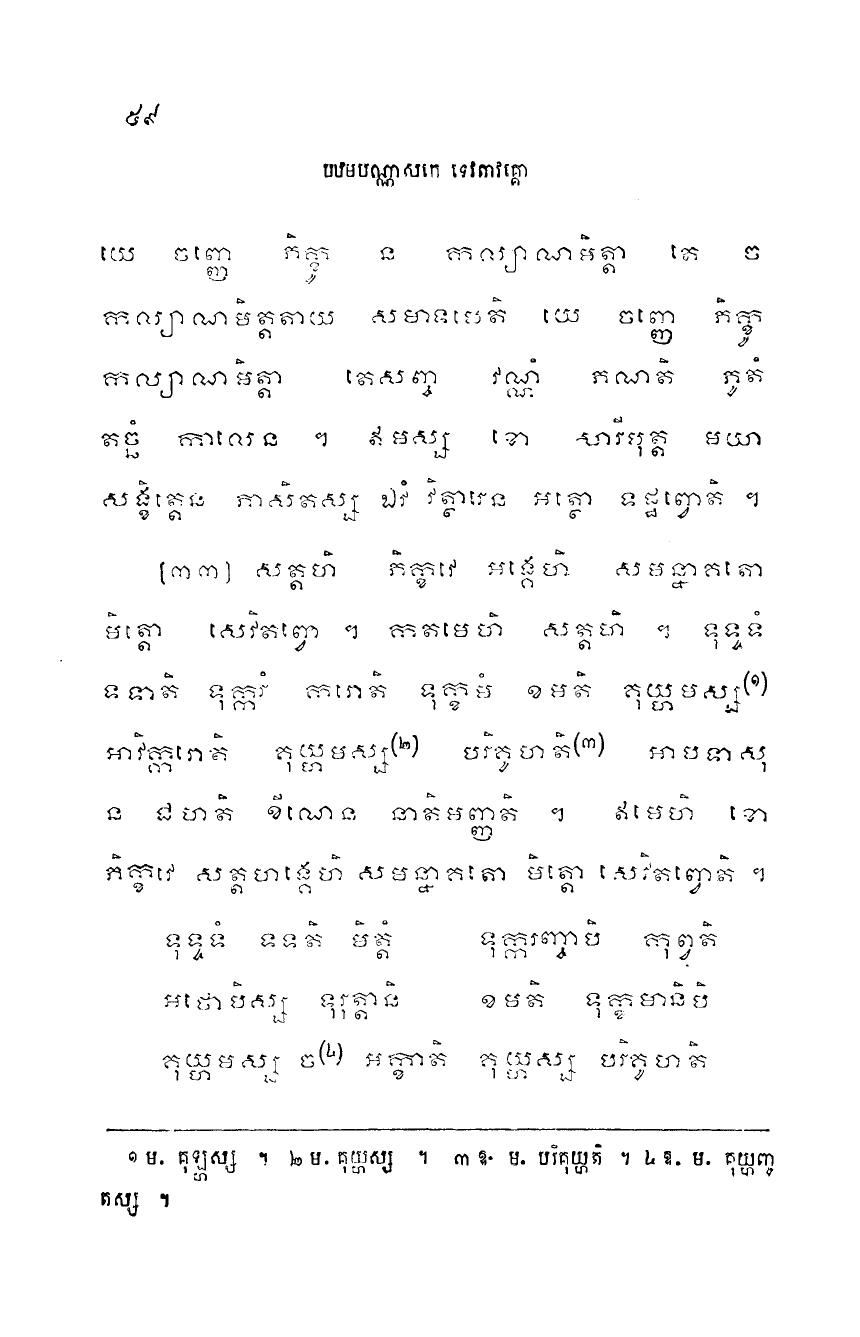 ៥៩
បឋមបណ្ណាសកេ ទេវតាវគ្គោ
យេ ចញ្ញេ ភិក្ខូ ន កល្យាណមិត្តា តេ ច
កល្យាណមិត្តតាយ សមាទបេតិ យេ ចញ្ញេ ភិក្ខូ
កល្យាណមិត្តា តេសញ្ច វណ្ណំ ភណតិ ភូតំ
តច្ឆំ កាលេន ។ ឥមស្ស ខោ សារីបុត្ត មយា
សង្ខិត្តេន ភាសិតស្ស ឯវំ វិត្ថារេន អត្ថោ ទដ្ឋព្វោតិ ។
[៣៣] សត្តហិ ភិក្ខវេ អង្គេហិ សមន្នាគតោ
មិត្តោ សេវិតព្វោ ។ កតមេហិ សត្តហិ ។ ទុទ្ទទំ
ទទាតិ ទុក្ករំ ករោតិ ទុក្ខមំ ខមតិ គុយ្ហមស្ស(១)
អាវិក្ករោតិ គុយ្ហមស្ស(២) បរិគូហតិ(៣) អាបទាសុ
ន ជហតិ ខីណេន នាតិមញ្ញតិ ។ ឥមេហិ ខោ
ភិក្ខវេ សត្តហង្គេហិ សមន្នាគតោ មិត្តោ សេវិតព្វោតិ ។
ទុទ្ទទំ ទទតិ មិត្តំ ទុក្ករញ្ចាបិ កុព្វតិ
អថោបិស្ស ទុរុត្តានិ ខមតិ ទុក្ខមានិបិ
គុយ្ហមស្ស ច(៤) អក្ខាតិ គុយ្ហស្ស បរិគូហតិ
១ ម. គុឡ្ហស្ស ។ ២ ម. គុយ្ហស្ស ។ ៣ ឱ. ម. បរិគុយ្ហតិ ។ ៤ ឱ. ម. គុយ្ហញ្ច
តស្ស ។